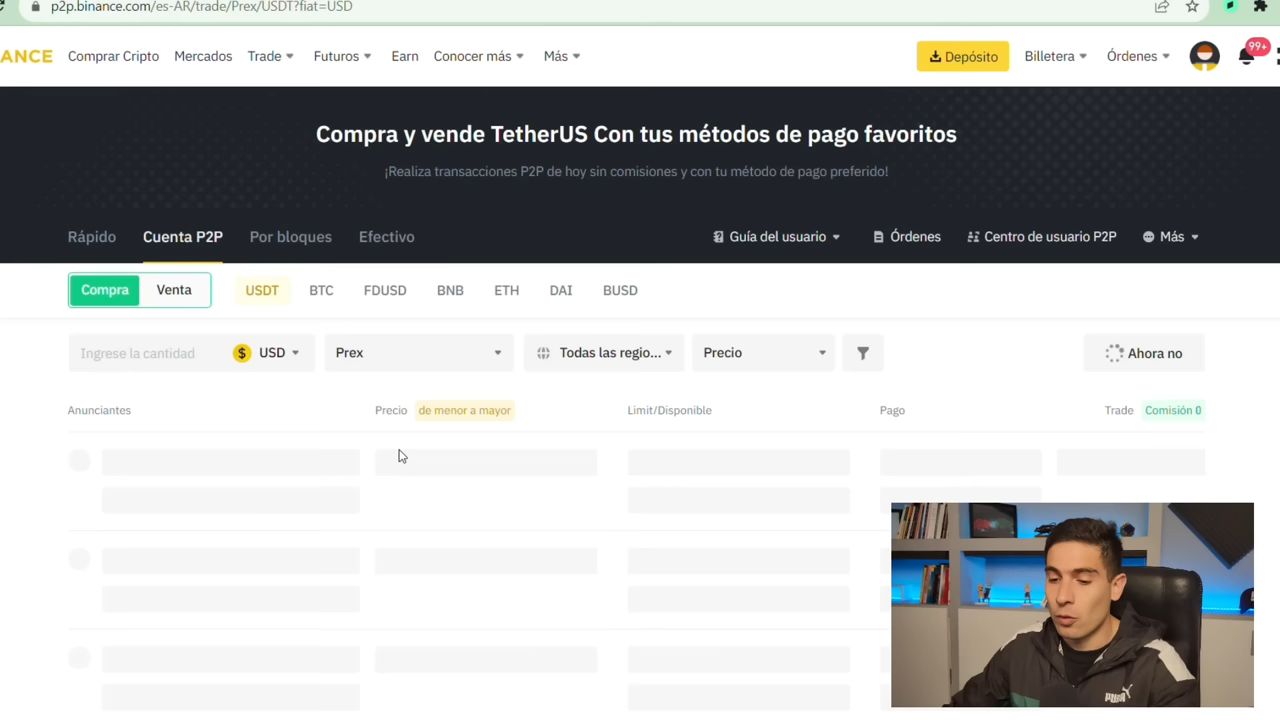 p2p.binance.com/es-AR/trade/Prex/USDT?fiat=USD
ANCE Comprar Cripto Mercados Trade Futuros Earn Conocer más Más Depósito Billetera Órdenes 99+
Compra y vende TetherUS Con tus métodos de pago favoritos
¡Realiza transacciones P2P de hoy sin comisiones y con tu método de pago preferido!
Rápido Cuenta P2P Por bloques Efectivo Guía del usuario Órdenes Centro de usuario P2P Más
Compra Venta USDT BTC FDUSD BNB ETH DAI BUSD
Ingrese la cantidad $ USD Prex Todas las regio... Precio Ahora no
Anunciantes Precio de menor a mayor Limit/Disponible Pago Trade Comisión 0
PUMA